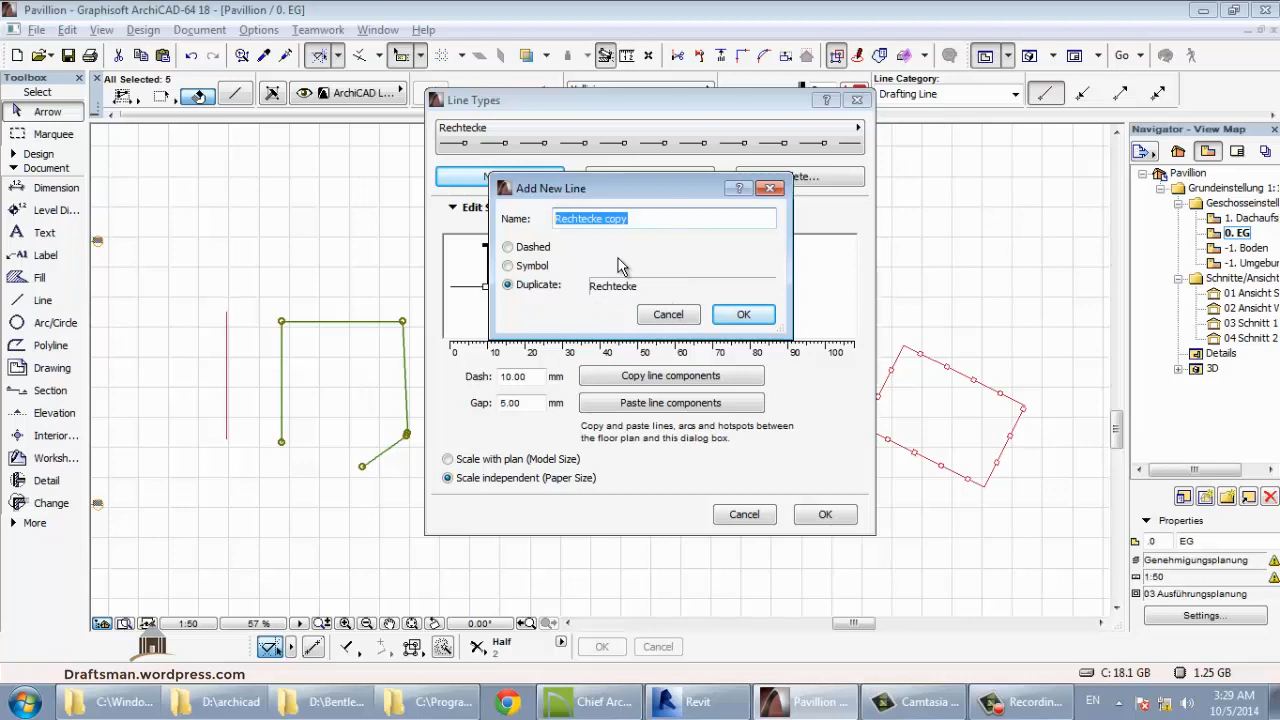 Pavillion - Graphisoft ArchiCAD-64 18 - [Pavillion / 0. EG]
File Edit View Design Document Options Teamwork Window Help
Go
Toolbox
Select
Arrow
Marquee
Design
Document
Dimension
Level Di...
Text
Label
Fill
Line
Arc/Circle
Polyline
Drawing
Section
Elevation
Interior...
Worksh...
Detail
Change
More
All Selected: 5
ArchiCAD L...
Line Category:
Drafting Line
Line Types
Rechtecke
Add New Line
Name: Rechtecke copy
Dashed
Symbol
Duplicate: Rechtecke
Cancel OK
0 10 20 30 40 50 60 70 80 90 100
Dash: 10.00 mm Copy line components
Gap: 5.00 mm Paste line components
Copy and paste lines, arcs and hotspots between
the floor plan and this dialog box.
Scale with plan (Model Size)
Scale independent (Paper Size)
Cancel OK
Navigator - View Map
Pavillion
Grundeinstellung 1:
Geschosseinstell
1. Dachaufs
0. EG
-1. Boden
-1. Umgebur
Schnitte/Ansicht
01 Ansicht S
02 Ansicht W
03 Schnitt 1
04 Schnitt 1
Details
3D
Properties
.0 EG
Genehmigungsplanung
1:50
03 Ausführungsplanung
Settings...
1:50 57 % 0.00°
Half
2
OK Cancel
Draftsman.wordpress.com
C: 18.1 GB 1.25 GB
C:\Windo... D:\archicad D:\Bentle... C:\Progra... Chief Arc... Revit Pavillion ... Camtasia ... Recordin...
EN
3:29 AM
10/5/2014